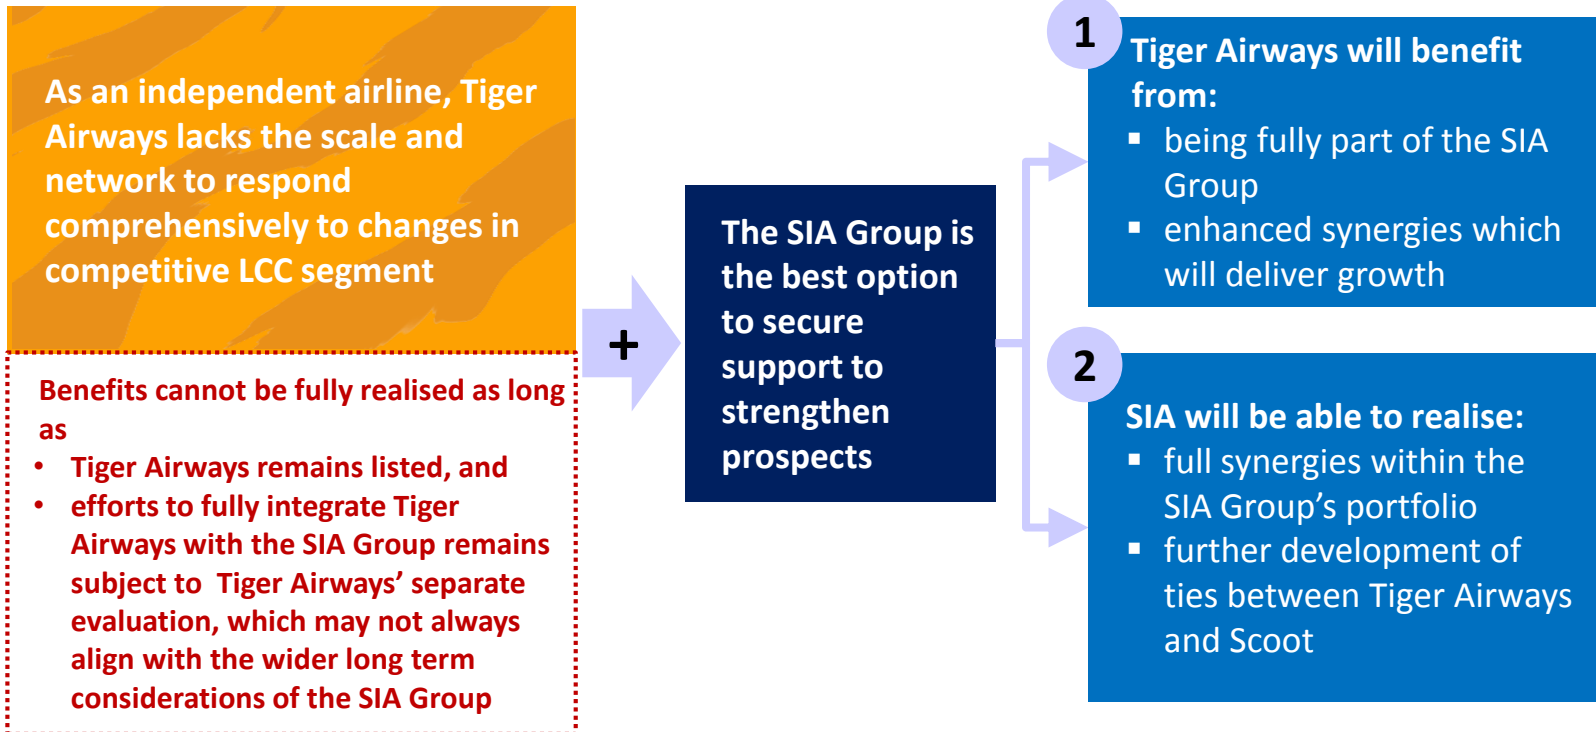 As an independent airline, Tiger
Airways lacks the scale and
network to respond
comprehensively to changes in
competitive LCC segment
Benefits cannot be fully realised as long
as
• Tiger Airways remains listed, and
• efforts to fully integrate Tiger
Airways with the SIA Group remains
subject to Tiger Airways’ separate
evaluation, which may not always
align with the wider long term
considerations of the SIA Group
+
The SIA Group is
the best option
to secure
support to
strengthen
prospects
1
Tiger Airways will benefit
from:
▪ being fully part of the SIA
Group
▪ enhanced synergies which
will deliver growth
2
SIA will be able to realise:
▪ full synergies within the
SIA Group’s portfolio
▪ further development of
ties between Tiger Airways
and Scoot